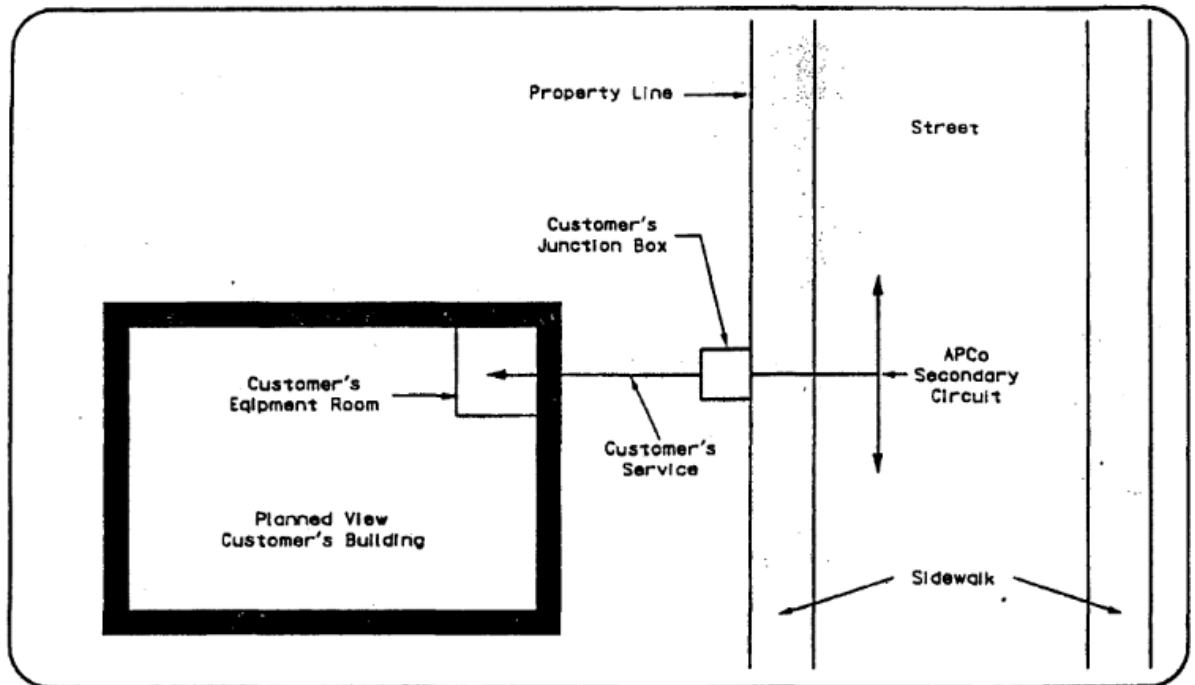 Property Line
Street
Customer's
Junction Box
APCo
Secondary
Circuit
Customer's
Eqipment Room
Customer's
Service
Planned View
Customer's Building
Sidewalk